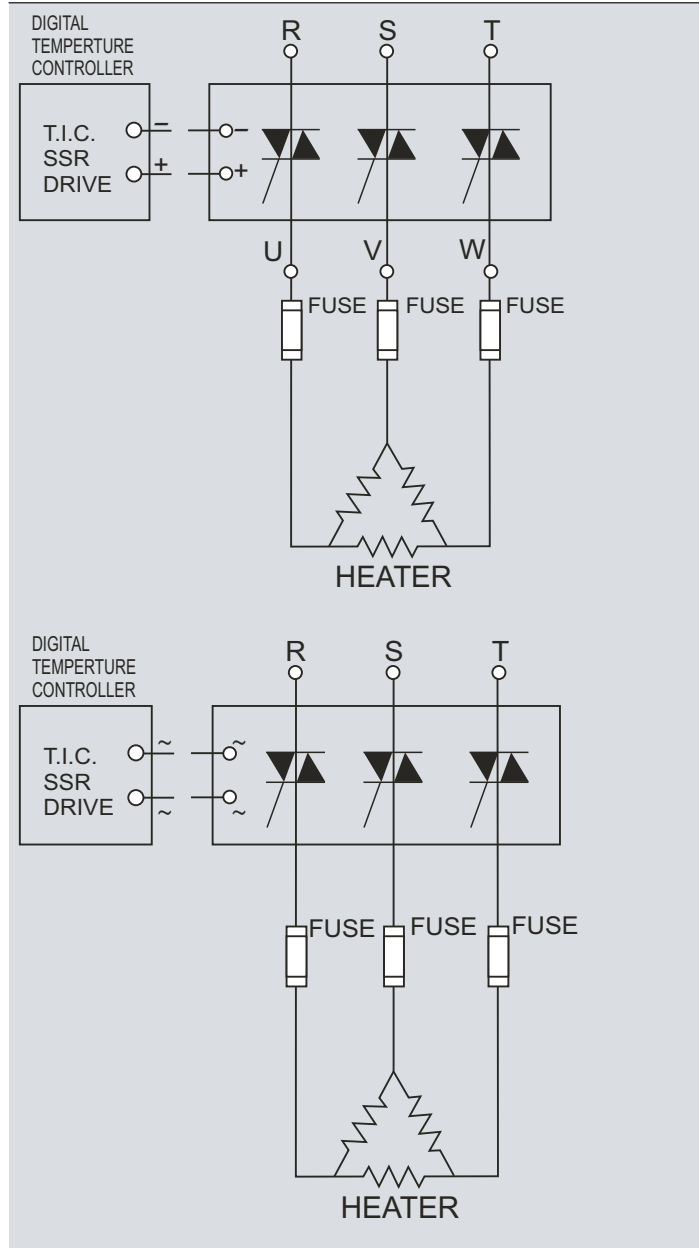 DIGITAL
TEMPERTURE
CONTROLLER
R S T
T.I.C.
SSR
DRIVE
− −
+ +
U V W
FUSE FUSE FUSE
HEATER
DIGITAL
TEMPERTURE
CONTROLLER
R S T
T.I.C.
SSR
DRIVE
~ ~
~ ~
FUSE FUSE FUSE
HEATER